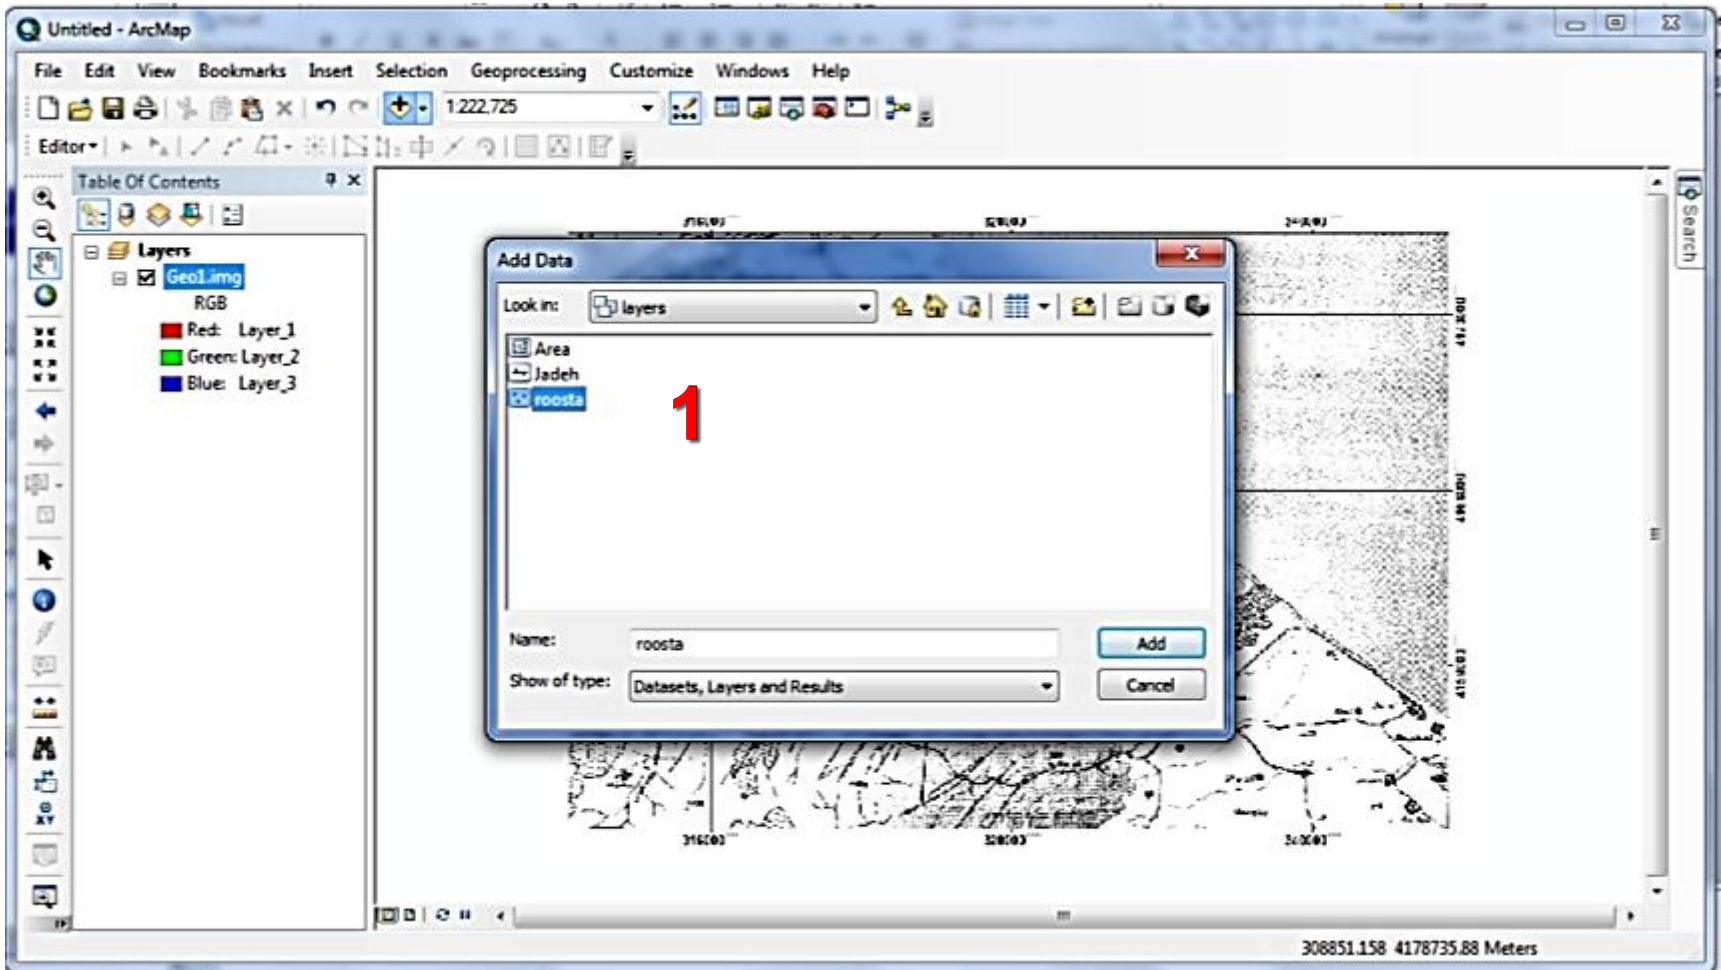 Untitled - ArcMap
File Edit View Bookmarks Insert Selection Geoprocessing Customize Windows Help
1:222,725
Editor
Table Of Contents
Layers
Geo1.img
RGB
Red: Layer_1
Green: Layer_2
Blue: Layer_3
Search
Add Data
Look in: layers
Area
Jadeh
roosta
1
Name: roosta
Add
Show of type: Datasets, Layers and Results
Cancel
308851.158 4178735.88 Meters